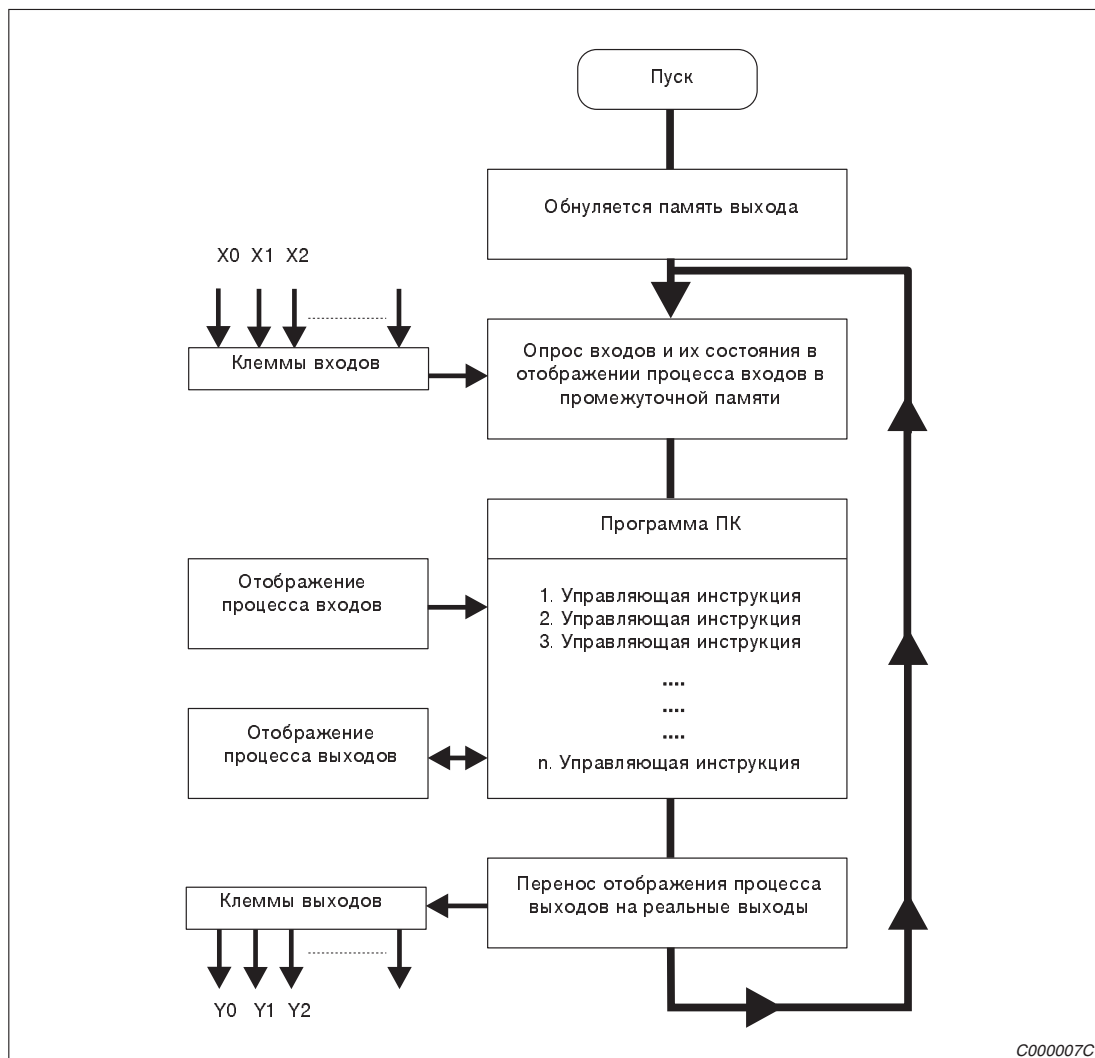 Пуск
Обнуляется память выхода
X0 X1 X2
Клеммы входов
Опрос входов и их состояния в
отображении процесса входов в
промежуточной памяти
Программа ПК
Отображение
процесса входов
1. Управляющая инструкция
2. Управляющая инструкция
3. Управляющая инструкция
....
....
....
n. Управляющая инструкция
Отображение
процесса выходов
Перенос отображения процесса
выходов на реальные выходы
Клеммы выходов
Y0 Y1 Y2
C000007C